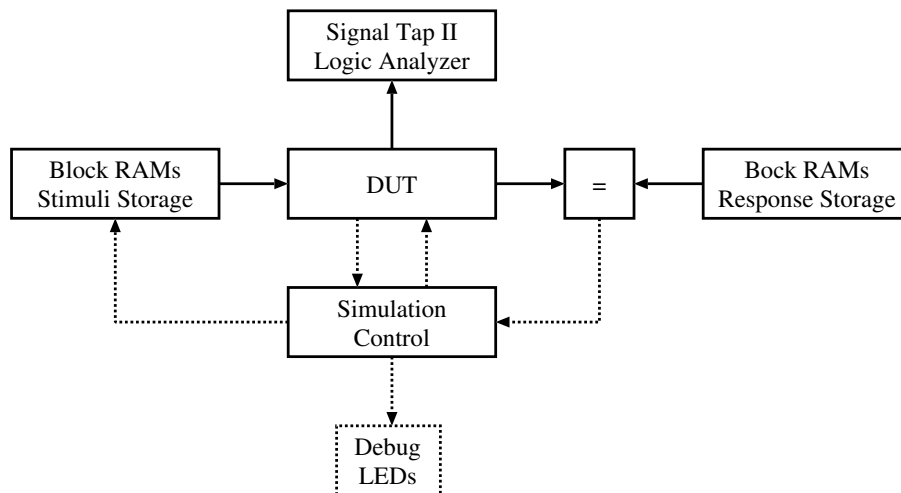 Signal Tap II
Logic Analyzer
Block RAMs
Stimuli Storage
DUT
=
Bock RAMs
Response Storage
Simulation
Control
Debug
LEDs